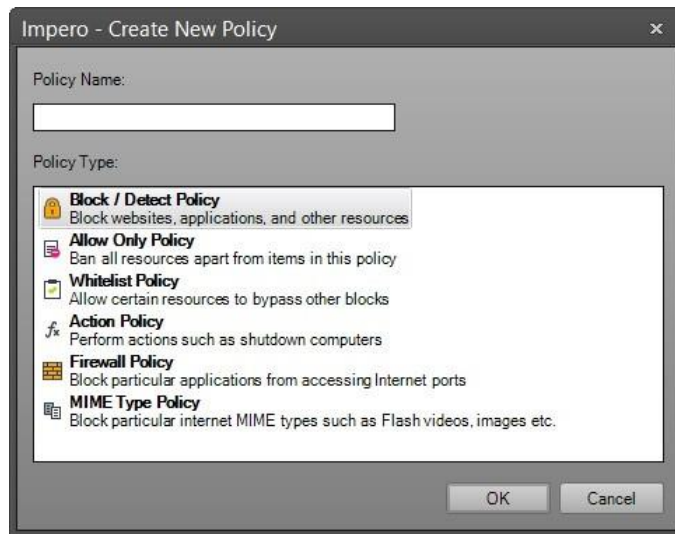 Impero - Create New Policy
Policy Name:
Policy Type:
Block / Detect Policy
Block websites, applications, and other resources
Allow Only Policy
Ban all resources apart from items in this policy
Whitelist Policy
Allow certain resources to bypass other blocks
Action Policy
Perform actions such as shutdown computers
Firewall Policy
Block particular applications from accessing Internet ports
MIME Type Policy
Block particular internet MIME types such as Flash videos, images etc.
OK Cancel